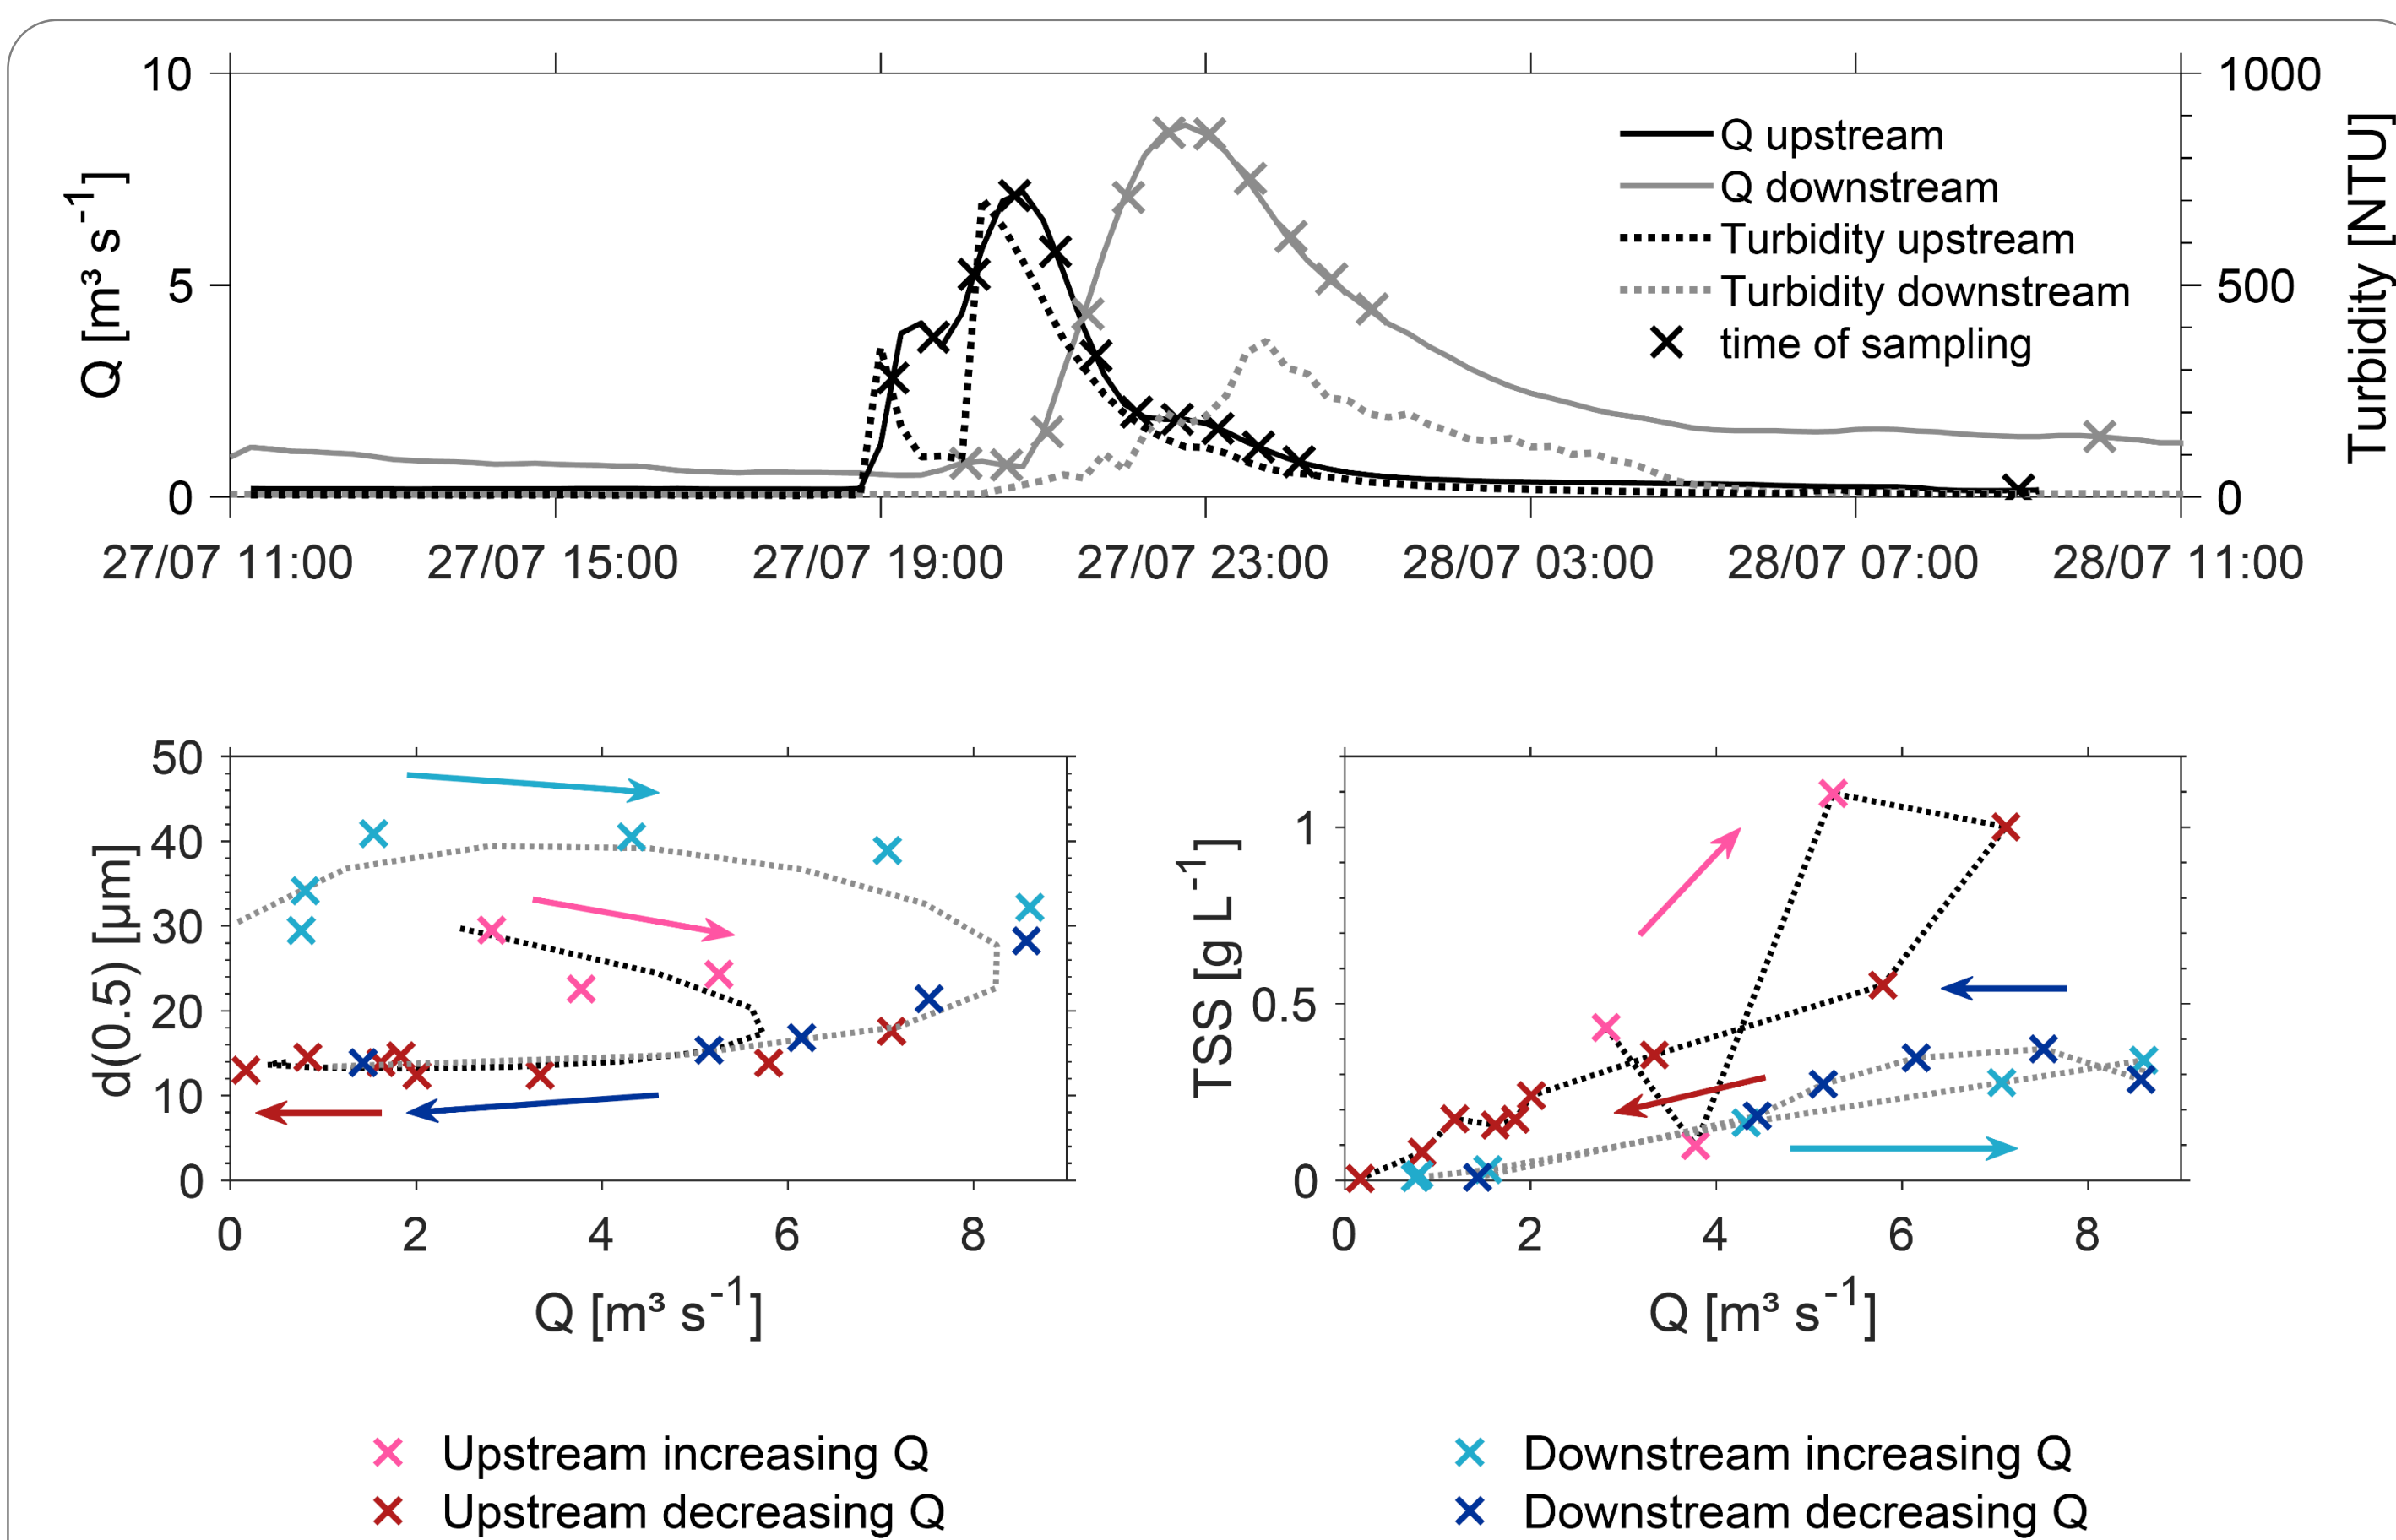 10
1000
Q upstream
Q downstream
Turbidity upstream
Turbidity downstream
time of sampling
Q [m³ s⁻¹]
Turbidity [NTU]
5
500
0
0
27/07 11:00 27/07 15:00 27/07 19:00 27/07 23:00 28/07 03:00 28/07 07:00 28/07 11:00
50
40
30
20
10
0
d(0.5) [µm]
0 2 4 6 8
Q [m³ s⁻¹]
1
0.5
0
TSS [g L⁻¹]
0 2 4 6 8
Q [m³ s⁻¹]
Upstream increasing Q
Upstream decreasing Q
Downstream increasing Q
Downstream decreasing Q